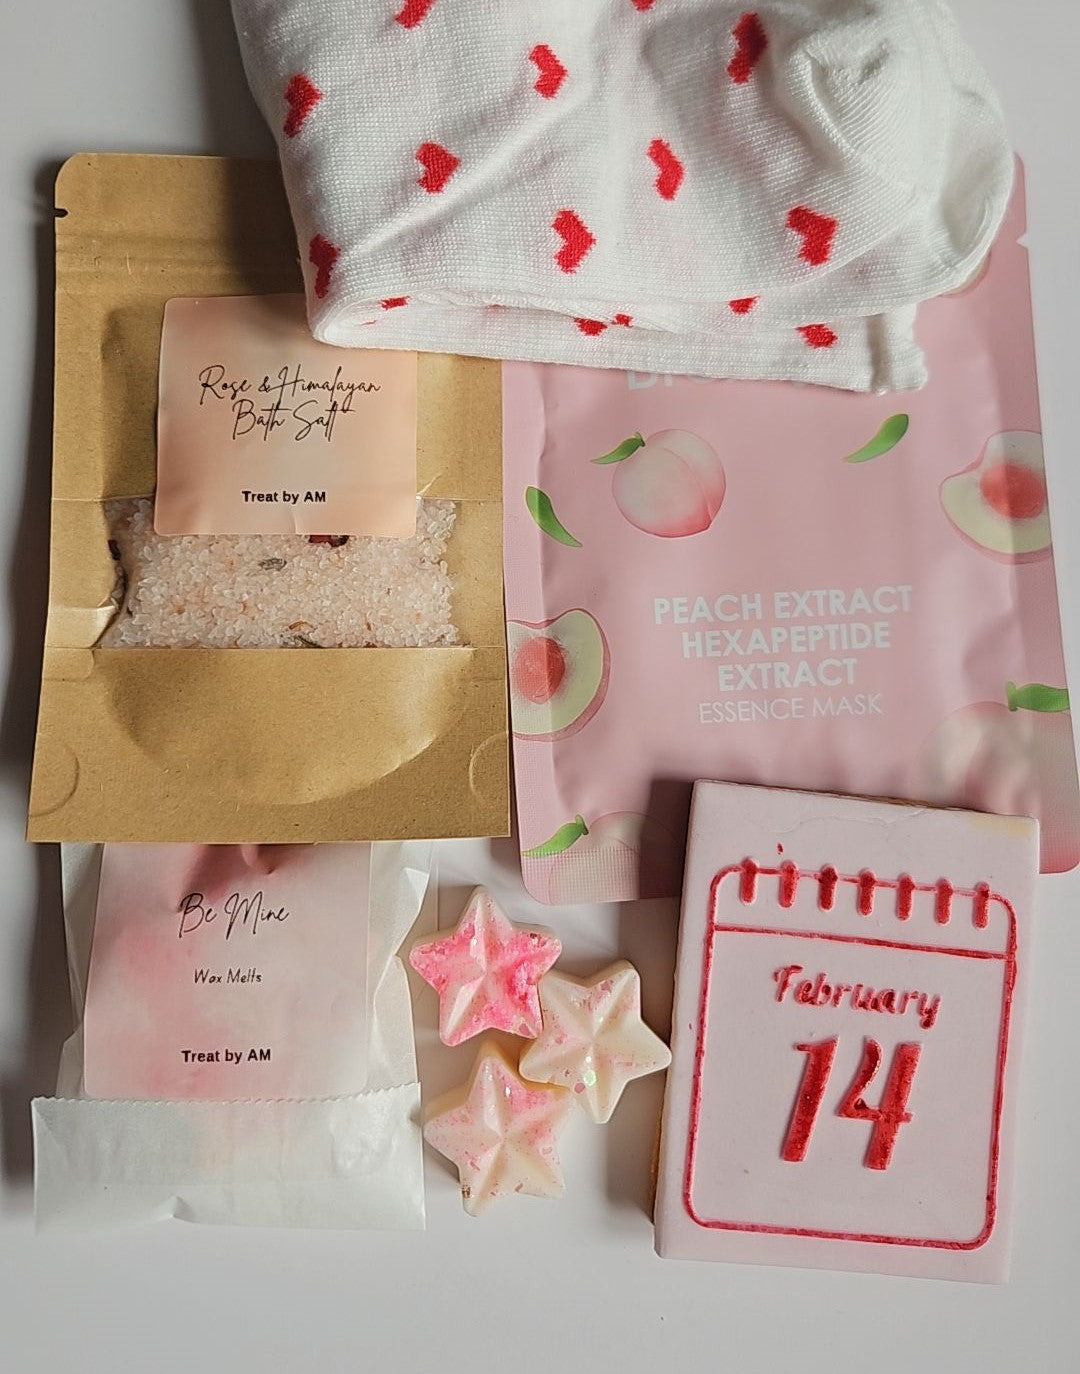 Rose & Himalayan
Bath Salt
Treat by AM
PEACH EXTRACT
HEXAPEPTIDE
EXTRACT
ESSENCE MASK
Be Mine
Wax Melts
Treat by AM
February
14